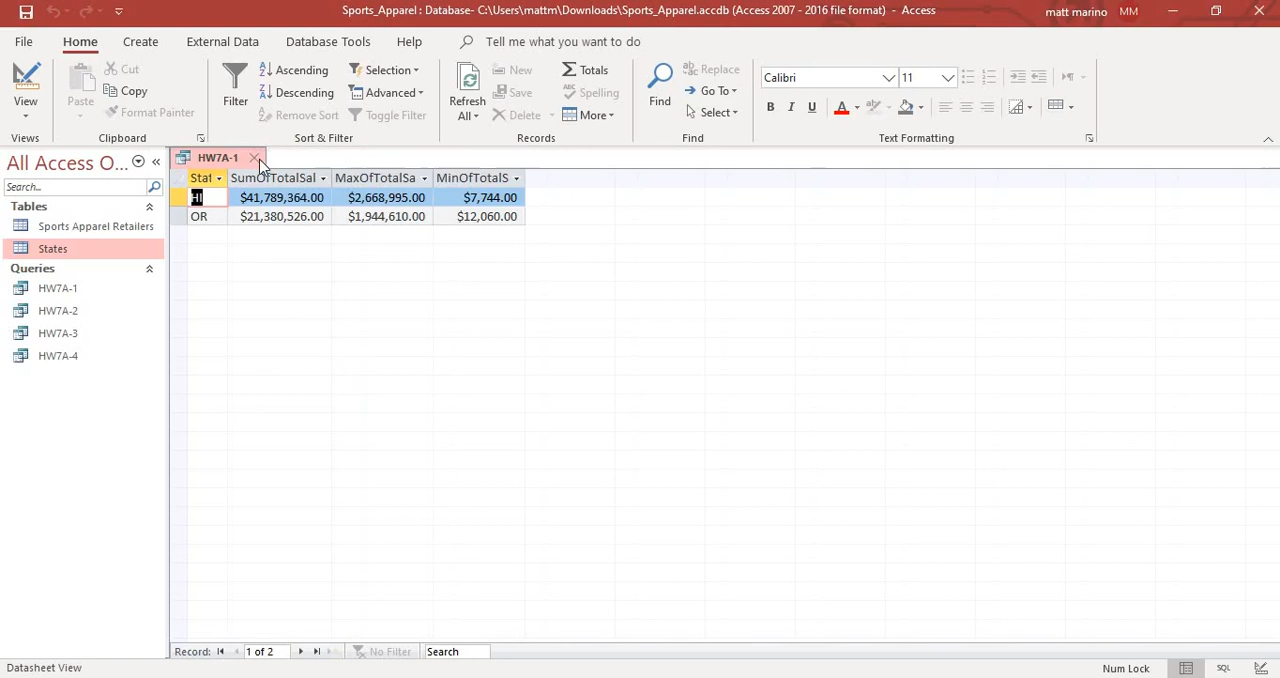 Sports_Apparel : Database- C:\Users\mattm\Downloads\Sports_Apparel.accdb (Access 2007 - 2016 file format) - Access
matt marino MM
File Home Create External Data Database Tools Help Tell me what you want to do
View
Views
Paste
Cut
Copy
Format Painter
Clipboard
Filter
Ascending
Descending
Remove Sort
Selection
Advanced
Toggle Filter
Sort & Filter
Refresh
All
New
Save
Delete
Totals
Spelling
More
Records
Find
Replace
Go To
Select
Find
Calibri 11
B I U A
Text Formatting
All Access O...
Search...
Tables
Sports Apparel Retailers
States
Queries
HW7A-1
HW7A-2
HW7A-3
HW7A-4
HW7A-1
Stat SumOfTotalSal MaxOfTotalSa MinOfTotalS
HI $41,789,364.00 $2,668,995.00 $7,744.00
OR $21,380,526.00 $1,944,610.00 $12,060.00
Record: 1 of 2 No Filter Search
Datasheet View Num Lock SQL